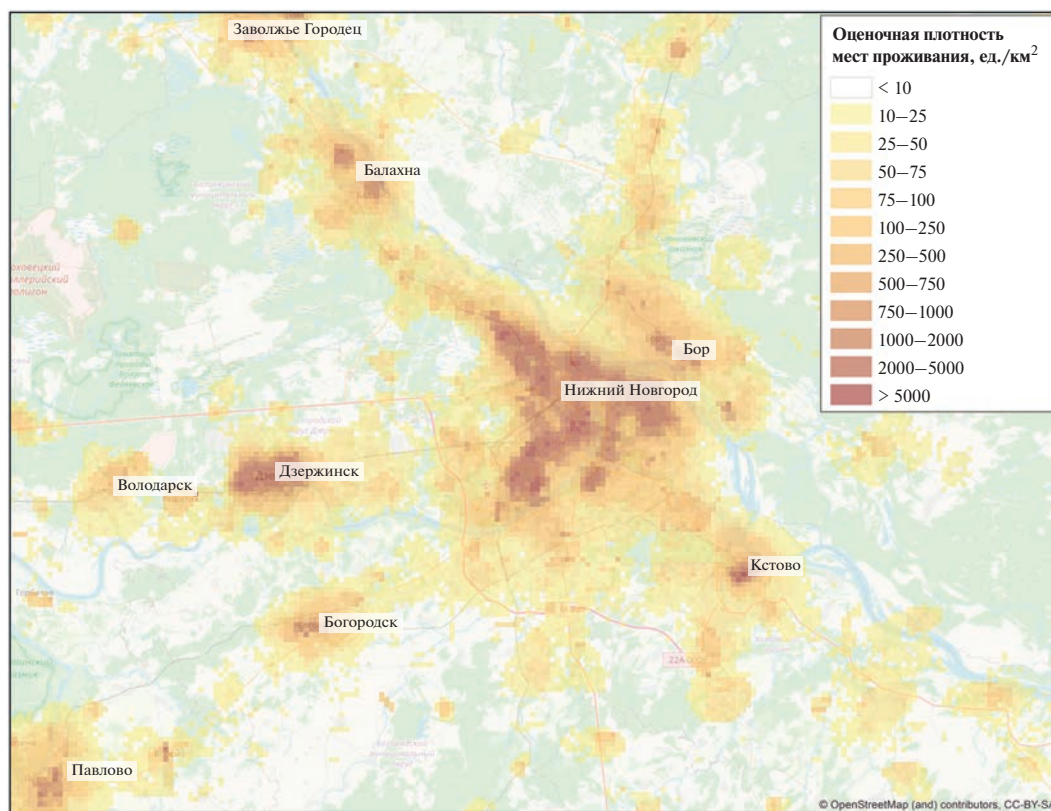 Заволжье Городец
Балахна
Бор
Нижний Новгород
Дзержинск
Володарск
Кстово
Богородск
Павлово
22А
Оценочная плотность
мест проживания, ед./км²
< 10
10–25
25–50
50–75
75–100
100–250
250–500
500–750
750–1000
1000–2000
2000–5000
> 5000
© OpenStreetMap (and) contributors, CC-BY-SA